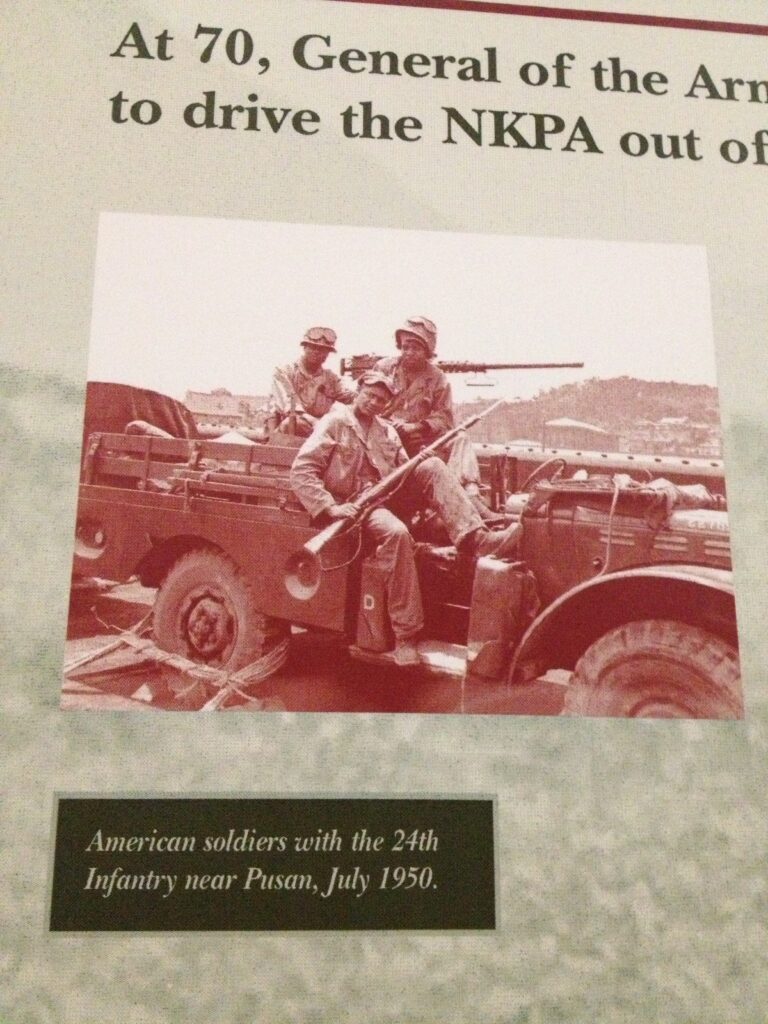 At 70, General of the
to drive the NKPA out of
D
American soldiers with the 24th
Infantry near Pusan, July 1950.